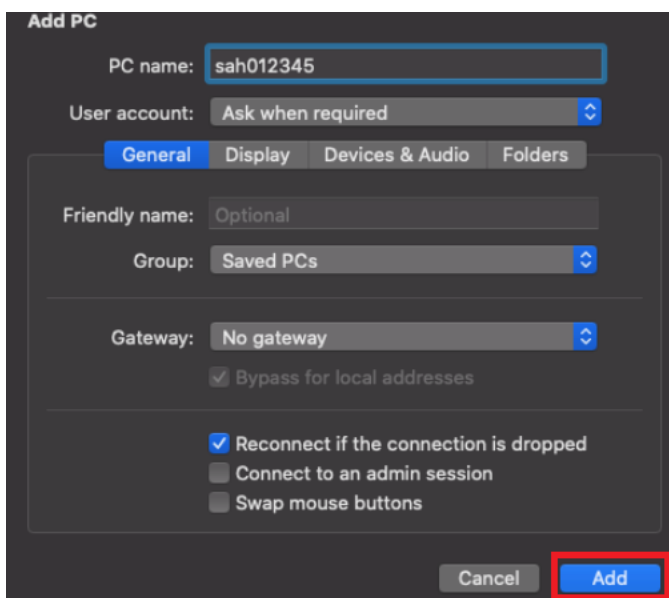 Add PC
PC name: sah012345
User account: Ask when required
General Display Devices & Audio Folders
Friendly name: Optional
Group: Saved PCs
Gateway: No gateway
Bypass for local addresses
Reconnect if the connection is dropped
Connect to an admin session
Swap mouse buttons
Cancel Add